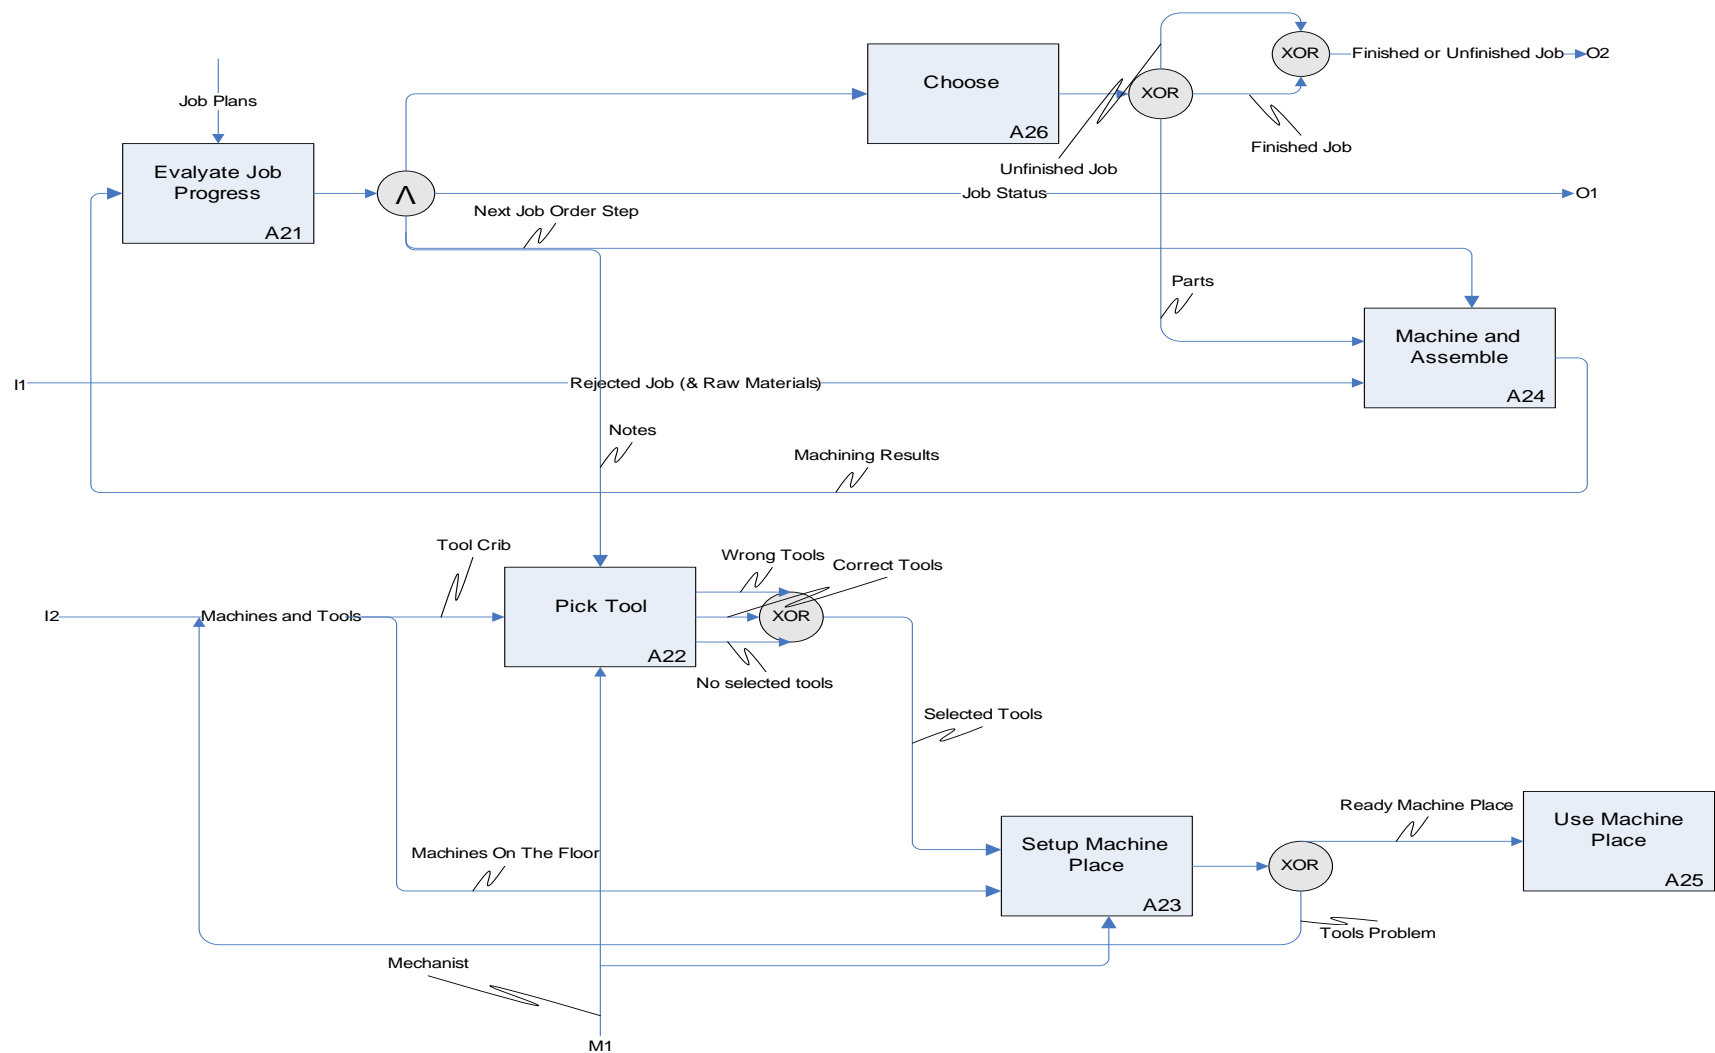 XOR
Finished or Unfinished Job
O2
Choose
XOR
Job Plans
A26
Finished Job
Unfinished Job
Evalyate Job
Progress
Λ
Job Status
O1
Next Job Order Step
A21
Parts
Machine and
Assemble
I1
Rejected Job (& Raw Materials)
A24
Notes
Machining Results
Tool Crib
Wrong Tools
Correct Tools
Pick Tool
I2
Machines and Tools
XOR
A22
No selected tools
Selected Tools
Ready Machine Place
Use Machine
Place
Setup Machine
Place
Machines On The Floor
XOR
A25
A23
Tools Problem
Mechanist
M1